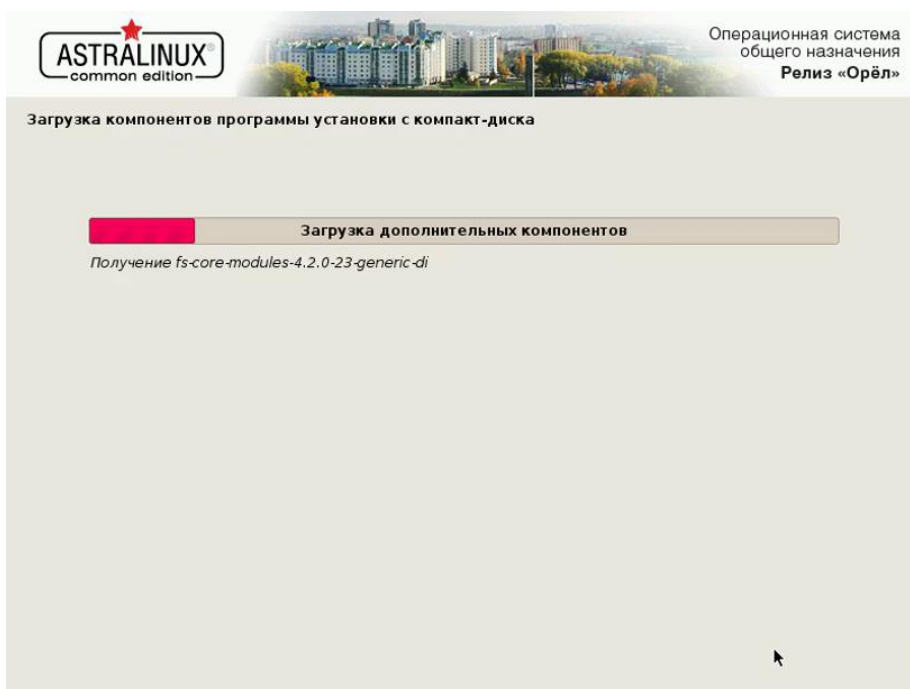 ASTRALINUX®
common edition
Операционная система
общего назначения
Релиз «Орёл»
Загрузка компонентов программы установки с компакт-диска
Загрузка дополнительных компонентов
Получение fs-core-modules-4.2.0-23-generic-di